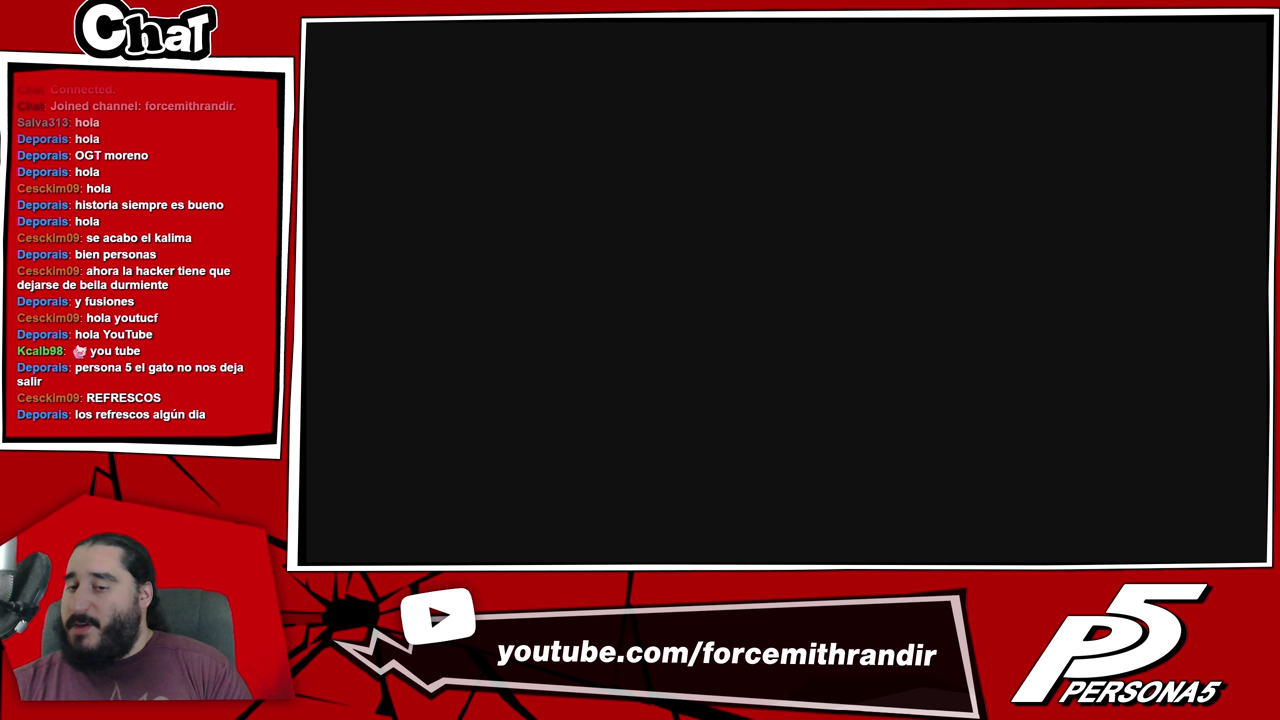 Chat
Chat: Connected.
Chat: Joined channel: forcemithrandir.
Salva313: hola
Deporais: hola
Deporais: OGT moreno
Deporais: hola
Cesckim09: hola
Deporais: historia siempre es bueno
Deporais: hola
Cesckim09: se acabo el kalima
Deporais: bien personas
Cesckim09: ahora la hacker tiene que
dejarse de bella durmiente
Deporais: y fusiones
Cesckim09: hola youtucf
Deporais: hola YouTube
Kcalb98: you tube
Deporais: persona 5 el gato no nos deja
salir
Cesckim09: REFRESCOS
Deporais: los refrescos algún dia
youtube.com/forcemithrandir
P5
PERSONA5